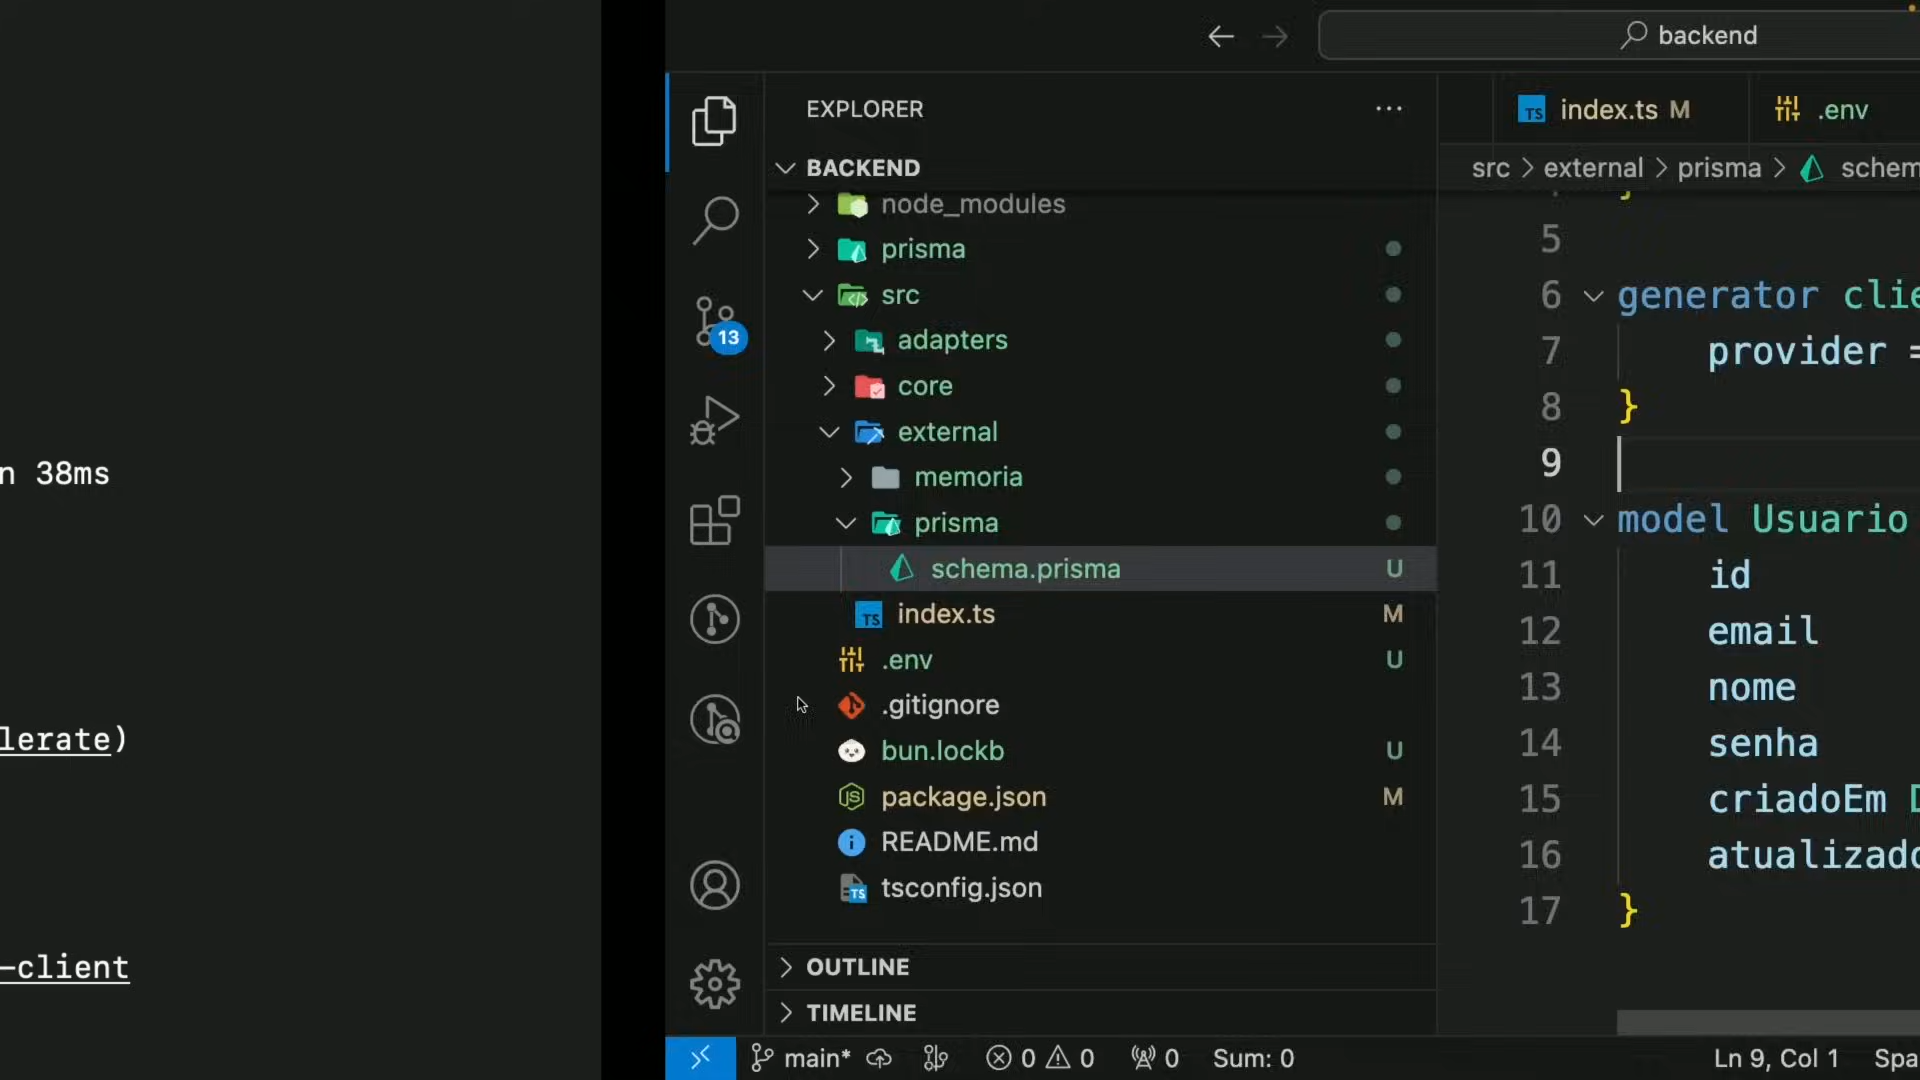 n 38ms
lerate)
-client
backend
EXPLORER
BACKEND
node_modules
prisma
src
adapters
core
external
memoria
prisma
schema.prisma U
index.ts M
.env U
.gitignore
bun.lockb U
package.json M
README.md
tsconfig.json
OUTLINE
TIMELINE
13
index.ts M
.env
src > external > prisma > schem
}
5
6 generator clie
7 provider =
8 }
9
10 model Usuario
11 id
12 email
13 nome
14 senha
15 criadoEm D
16 atualizado
17 }
main* 0 0 0 Sum: 0 Ln 9, Col 1 Spa